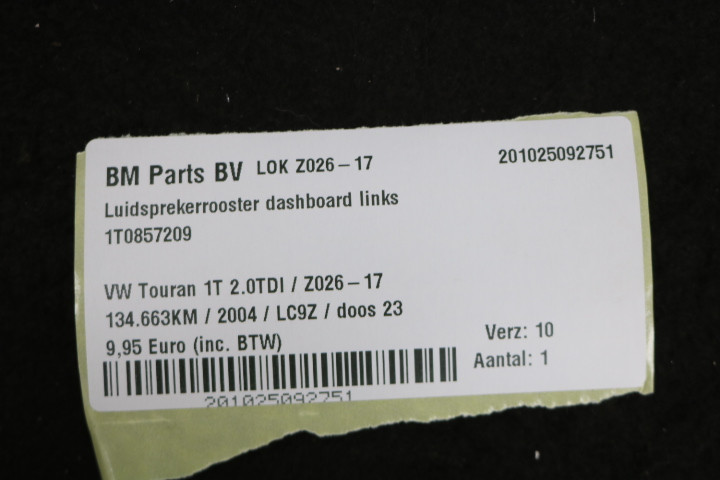 BM Parts BV LOK Z026-17 201025092751
Luidsprekerrooster dashboard links
1T0857209
VW Touran 1T 2.0TDI / Z026-17
134.663KM / 2004 / LC9Z / doos 23
9,95 Euro (inc. BTW) Verz: 10
Aantal: 1
201025092751